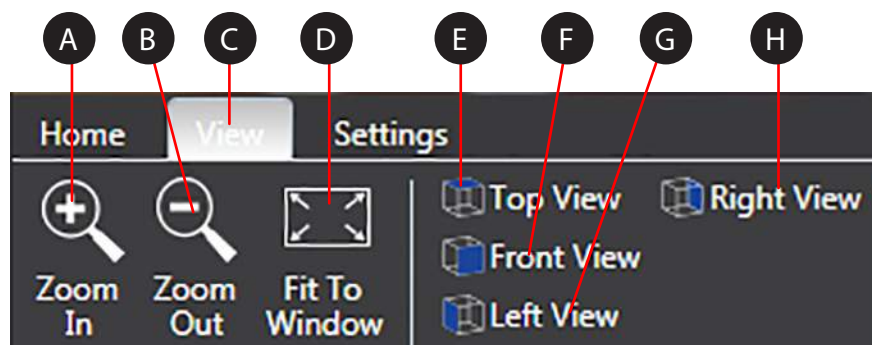 A B C D E F G H
Home View Settings
Top View Right View
Front View
Zoom In
Zoom Out
Fit To Window
Left View